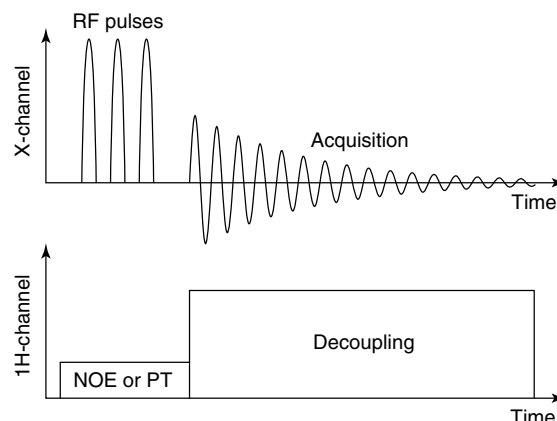 RF pulses
X-channel
Acquisition
Time
1H-channel
NOE or PT
Decoupling
Time